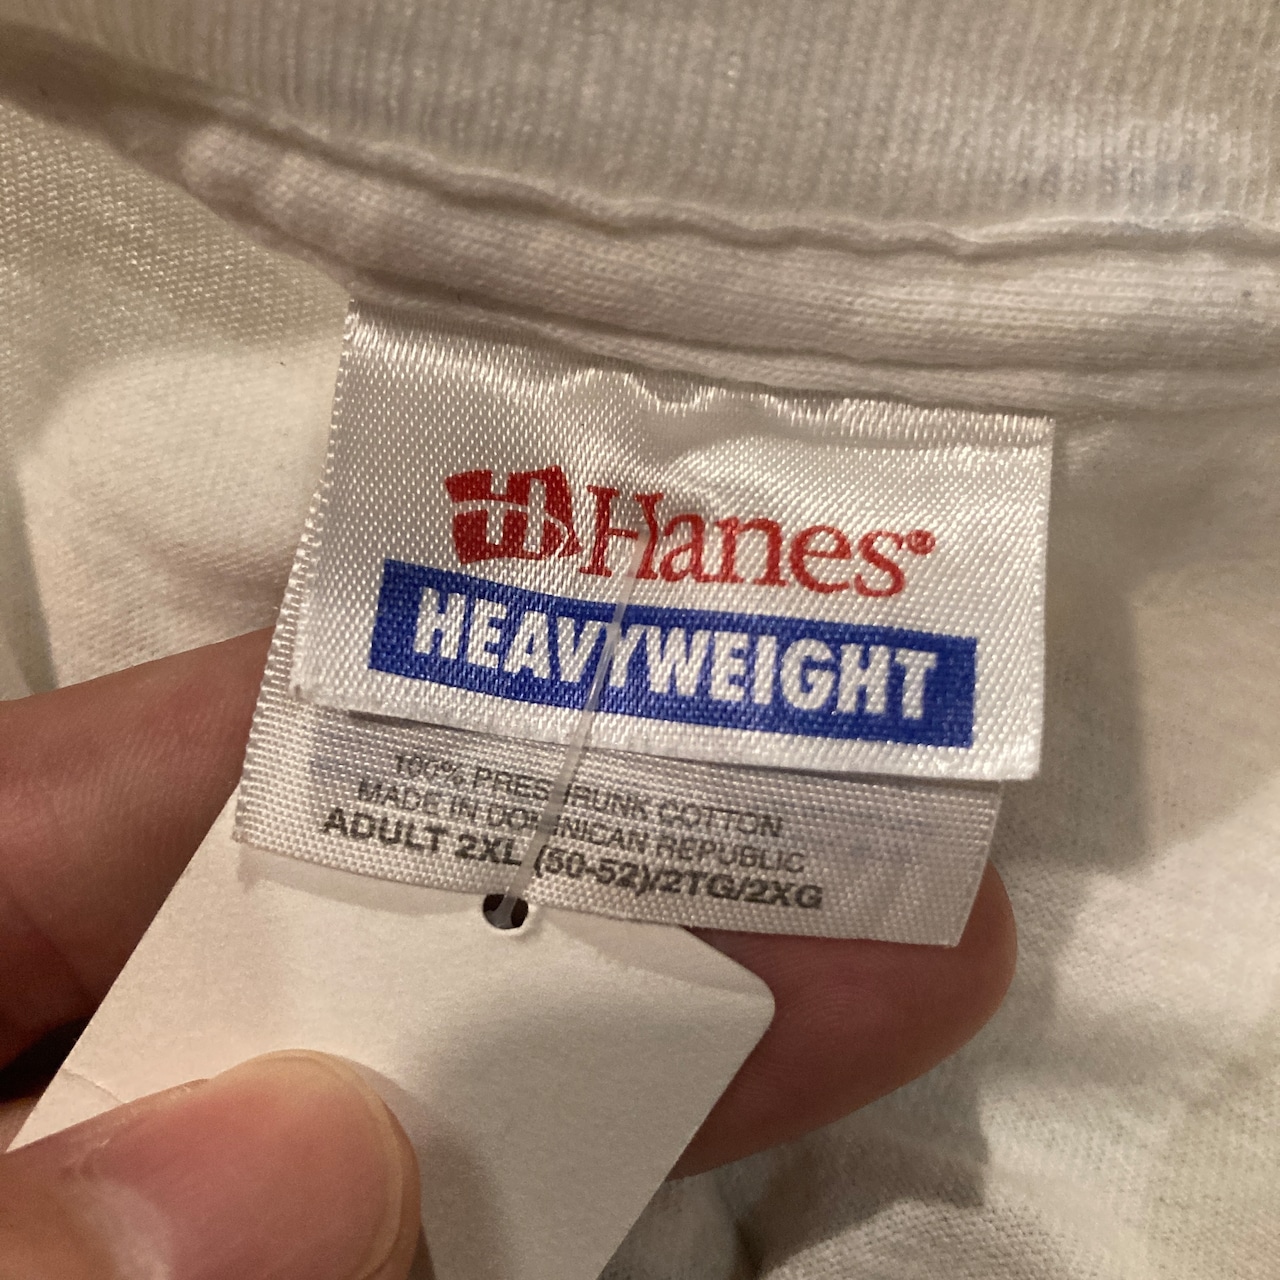 Hanes®
HEAVYWEIGHT
100% PRESHRUNK COTTON
MADE IN DOMINICAN REPUBLIC
ADULT 2XL (50-52)/2TG/2XG